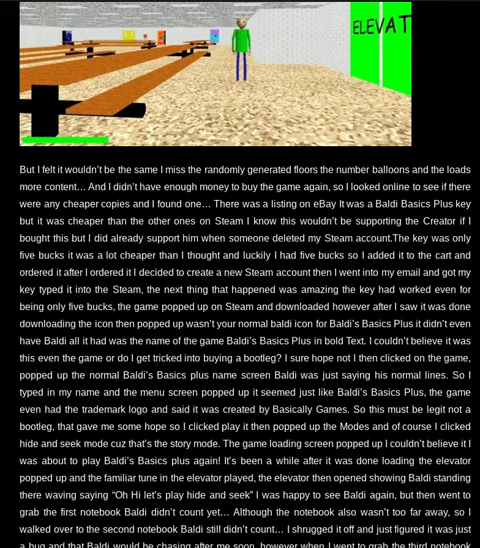 ELEVAT
But I felt it wouldn't be the same I miss the randomly generated floors the number balloons and the loads
more content… And I didn't have enough money to buy the game again, so I looked online to see if there
were any cheaper copies and I found one… There was a listing on eBay It was a Baldi Basics Plus key
but it was cheaper than the other ones on Steam I know this wouldn't be supporting the Creator if I
bought this but I did already support him when someone deleted my Steam account.The key was only
five bucks it was a lot cheaper than I thought and luckily I had five bucks so I added it to the cart and
ordered it after I ordered it I decided to create a new Steam account then I went into my email and got my
key typed it into the Steam, the next thing that happened was amazing the key had worked even for
being only five bucks, the game popped up on Steam and downloaded however after I saw it was done
downloading the icon then popped up wasn't your normal baldi icon for Baldi's Basics Plus it didn't even
have Baldi all it had was the name of the game Baldi's Basics Plus in bold Text. I couldn't believe it was
this even the game or do I get tricked into buying a bootleg? I sure hope not I then clicked on the game,
popped up the normal Baldi's Basics plus name screen Baldi was just saying his normal lines. So I
typed in my name and the menu screen popped up it seemed just like Baldi's Basics Plus, the game
even had the trademark logo and said it was created by Basically Games. So this must be legit not a
bootleg, that gave me some hope so I clicked play it then popped up the Modes and of course I clicked
hide and seek mode cuz that's the story mode. The game loading screen popped up I couldn't believe it I
was about to play Baldi's Basics plus again! It's been a while after it was done loading the elevator
popped up and the familiar tune in the elevator played, the elevator then opened showing Baldi standing
there waving saying "Oh Hi let's play hide and seek" I was happy to see Baldi again, but then went to
grab the first notebook Baldi didn't count yet… Although the notebook also wasn't too far away, so I
walked over to the second notebook Baldi still didn't count… I shrugged it off and just figured it was just
a bug and that Baldi would be chasing after me soon, however when I went to grab the third notebook